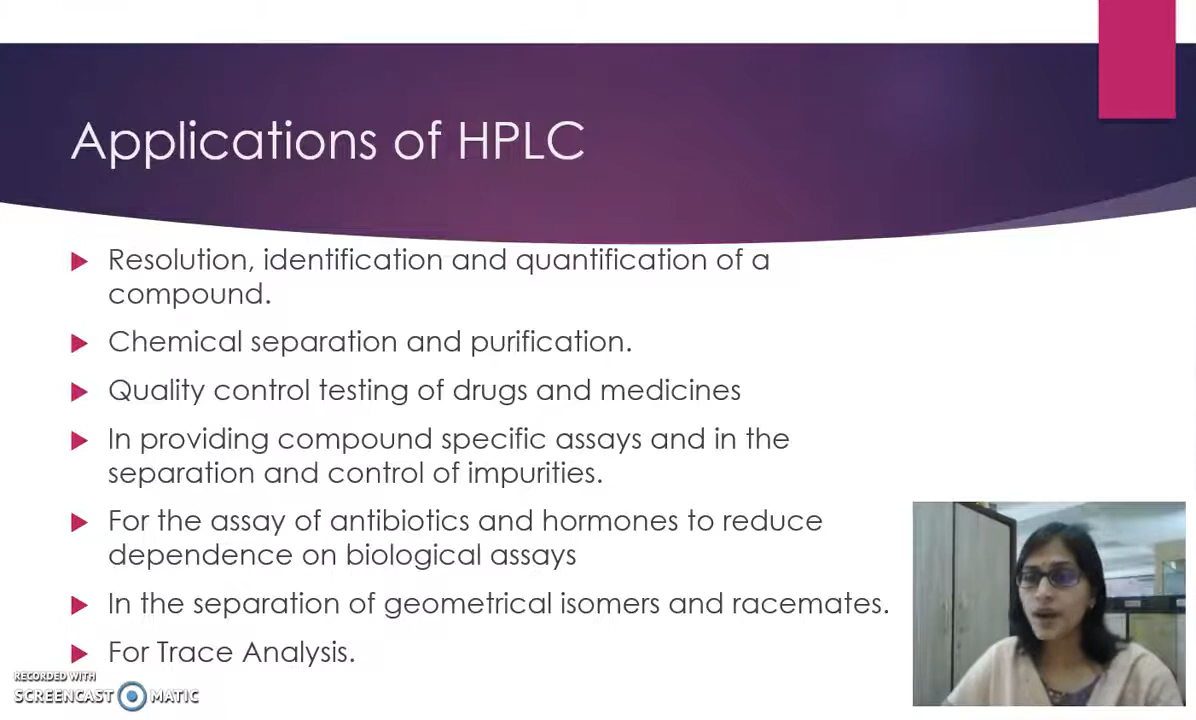 Applications of HPLC
Resolution, identification and quantification of a
compound.
Chemical separation and purification.
Quality control testing of drugs and medicines
In providing compound specific assays and in the
separation and control of impurities.
For the assay of antibiotics and hormones to reduce
dependence on biological assays
In the separation of geometrical isomers and racemates.
For Trace Analysis.
RECORDED WITH
SCREENCAST MATIC